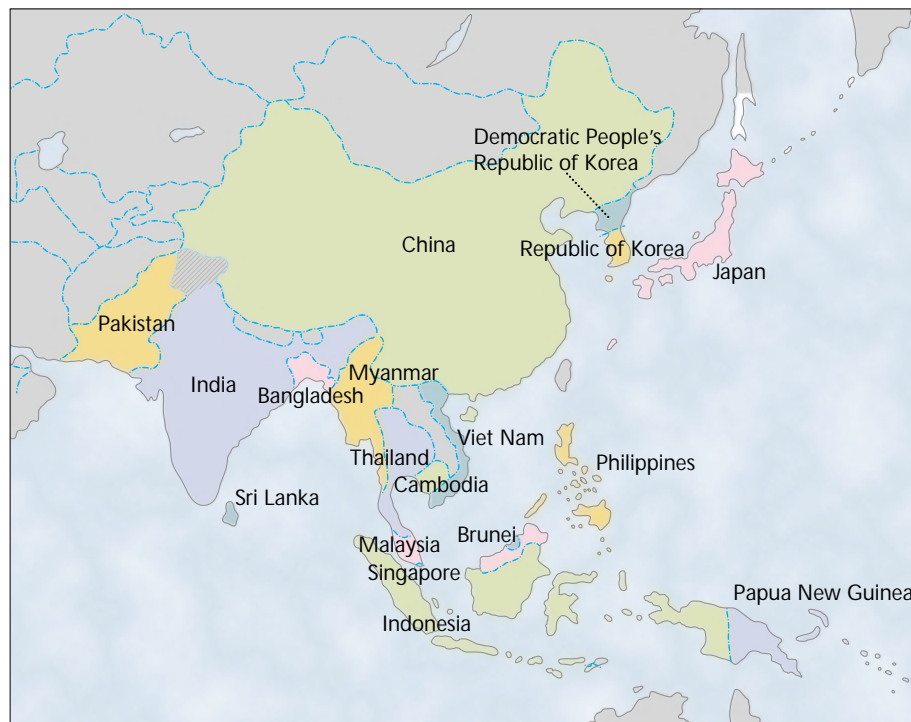 Democratic People's
Republic of Korea
China
Republic of Korea
Japan
Pakistan
Myanmar
India
Bangladesh
Viet Nam
Thailand
Philippines
Cambodia
Sri Lanka
Brunei
Malaysia
Singapore
Papua New Guinea
Indonesia